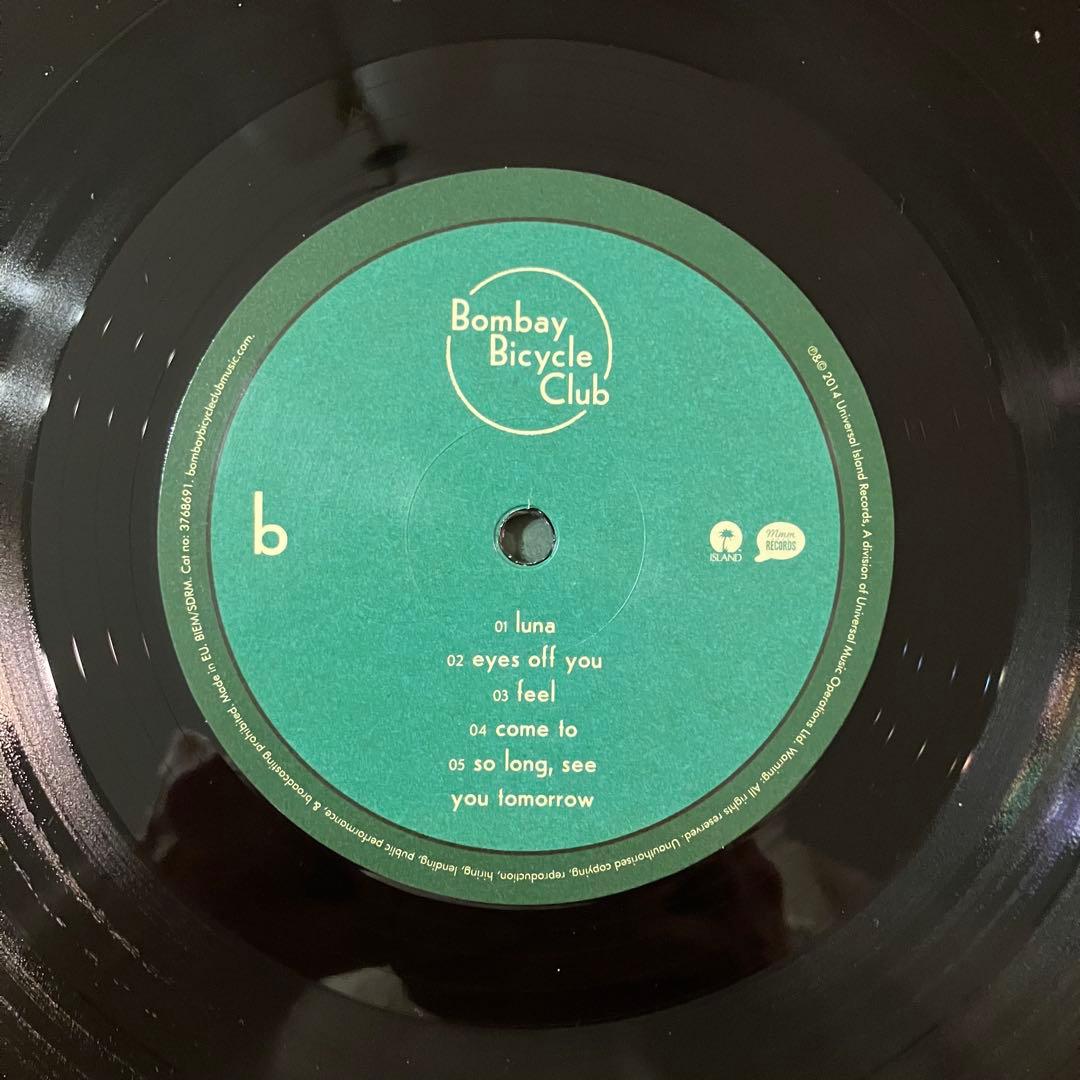 Bombay
Bicycle
Club
b
ISLAND
Mmm
RECORDS
01 luna
02 eyes off you
03 feel
04 come to
05 so long, see
you tomorrow
℗&© 2014 Universal Island Records, A division of Universal Music Operations Ltd. Warning: All rights reserved. Unauthorised copying, reproduction, hiring, lending, public performance, & broadcasting prohibited. Made in EU. BIEM/SDRM. Cat no: 3768691. bombaybicycleclubmusic.com.